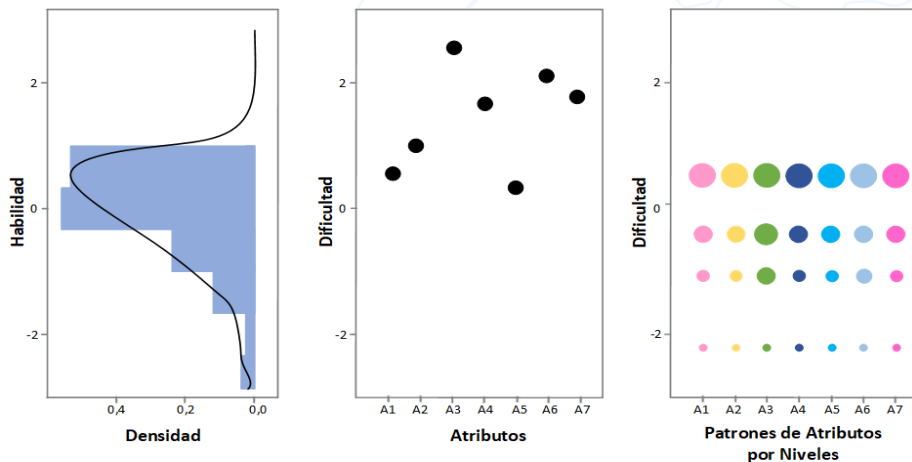 Habilidad
2
0
-2
0,4
0,2
0,0
Densidad
Dificultad
2
0
-2
A1
A2
A3
A4
A5
A6
A7
Atributos
Dificultad
2
0
-2
A1
A2
A3
A4
A5
A6
A7
Patrones de Atributos
por Niveles